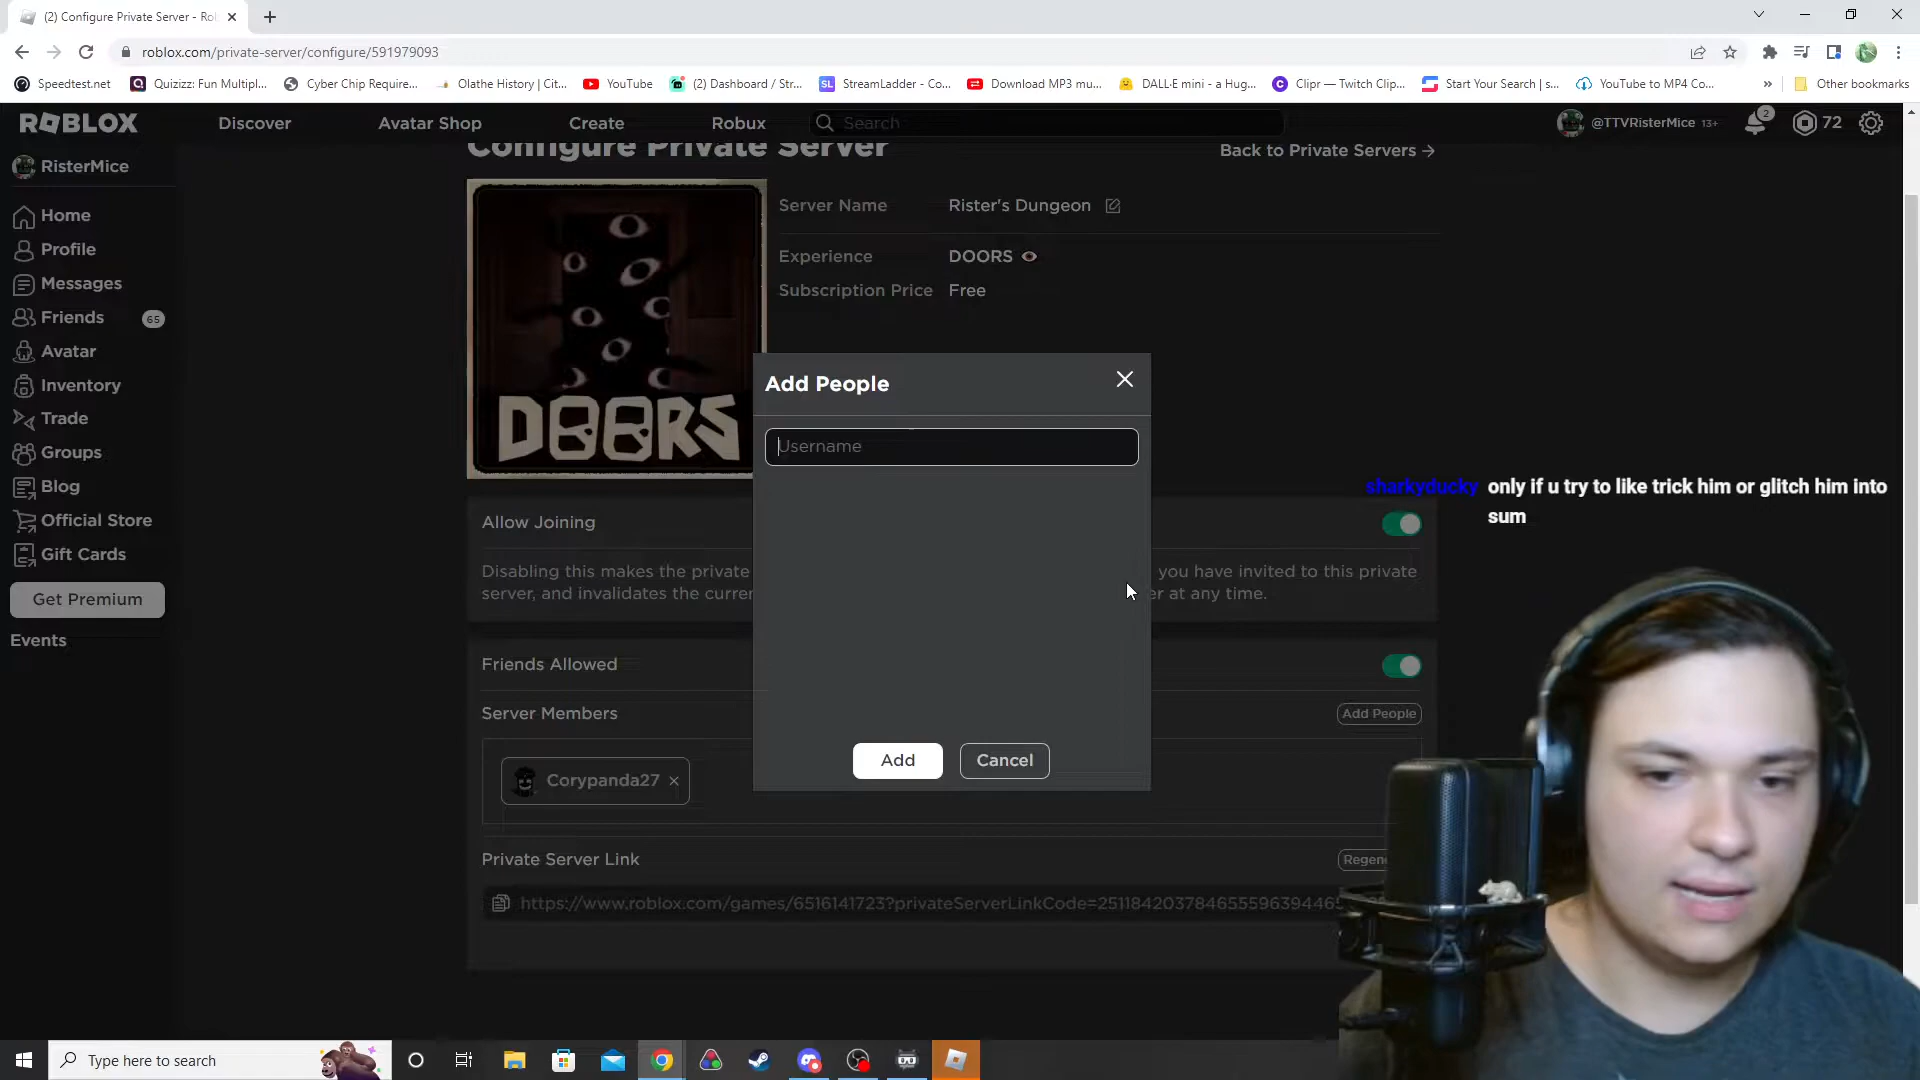 (2) Configure Private Server - Rob
roblox.com/private-server/configure/591979093
Speedtest.net
Quizizz: Fun Multipl...
Cyber Chip Require...
Olathe History | Cit...
YouTube
(2) Dashboard / Str...
StreamLadder - Co...
Download MP3 mu...
DALL·E mini - a Hug...
Clipr — Twitch Clip...
Start Your Search | s...
YouTube to MP4 Co...
Other bookmarks
ROBLOX
Discover
Avatar Shop
Create
Robux
Search
@TTVRisterMice 13+
2
72
RisterMice
Home
Profile
Messages
Friends
65
Avatar
Inventory
Trade
Groups
Blog
Official Store
Gift Cards
Get Premium
Events
Configure Private Server
Back to Private Servers →
DOORS
Server Name
Rister's Dungeon
Experience
DOORS
Subscription Price
Free
Add People
Username
Add
Cancel
Allow Joining
Disabling this makes the private
you have invited to this private
server, and invalidates the curre
er at any time.
Friends Allowed
Server Members
Add People
Corypanda27
Private Server Link
Regen
https://www.roblox.com/games/6516141723?privateServerLinkCode=251184203784655596394465
sharkyducky only if u try to like trick him or glitch him into
sum
Type here to search